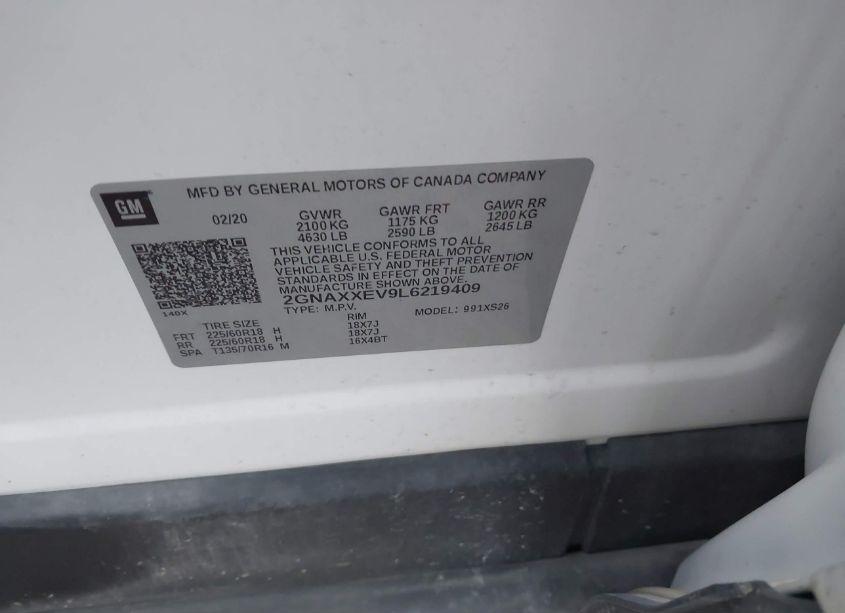 GM
MFD BY GENERAL MOTORS OF CANADA COMPANY
02/20 GVWR GAWR FRT GAWR RR
2100 KG 1175 KG 1200 KG
4630 LB 2590 LB 2645 LB
THIS VEHICLE CONFORMS TO ALL
APPLICABLE U.S. FEDERAL MOTOR
VEHICLE SAFETY AND THEFT PREVENTION
STANDARDS IN EFFECT ON THE DATE OF
MANUFACTURE SHOWN ABOVE.
2GNAXXEV9L6219409
140X
TYPE: M.P.V. MODEL: 991XS26
TIRE SIZE RIM
FRT 225/60R18 H 18X7J
RR 225/60R18 H 18X7J
SPA T135/70R16 M 16X4BT